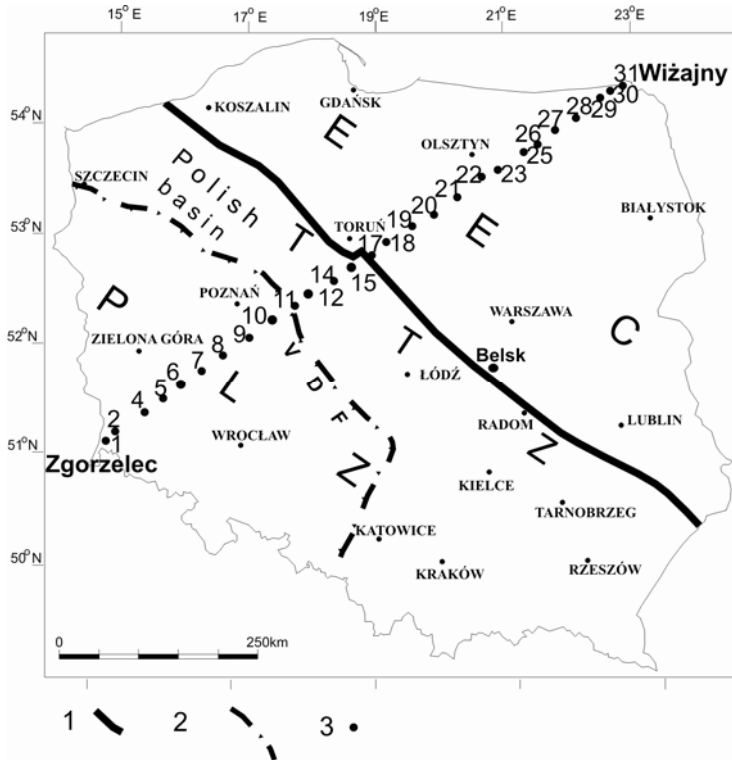 15°E 17°E 19°E 21°E 23°E
54°N
53°N
52°N
51°N
50°N
31 Wiżajny
30
29
28
27
26
25
23
22
21
20
19
18
17
15
14
12
11
10
9
8
7
6
5
4
2
1
Zgorzelec
KOSZALIN
GDAŃSK
OLSZTYN
SZCZECIN
Polish
basin
TORUŃ
BIAŁYSTOK
POZNAŃ
WARSZAWA
ZIELONA GÓRA
Belsk
ŁÓDŹ
WROCŁAW
RADOM
LUBLIN
KIELCE
TARNOBRZEG
KATOWICE
KRAKÓW
RZESZÓW
E E C
P L Z
T T Z
V D F Z
0 250km
1 2 3